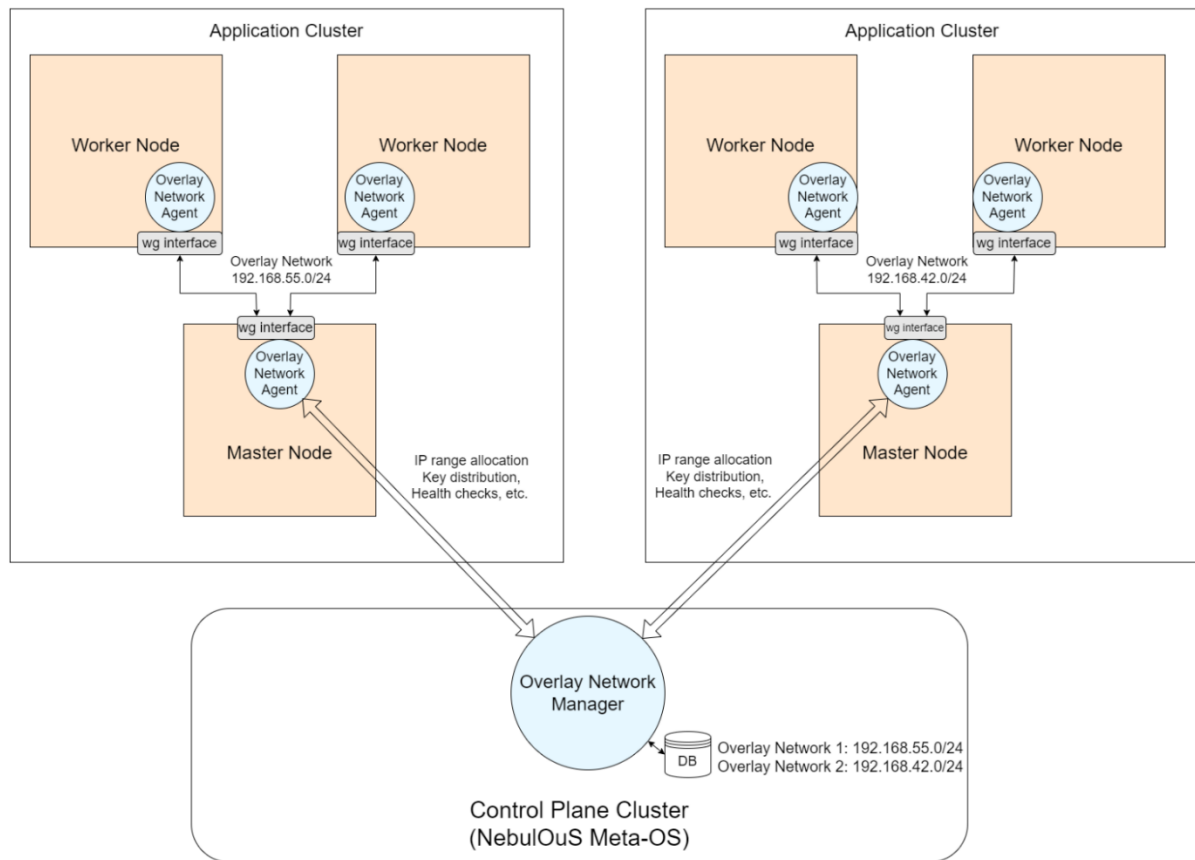 Application Cluster
Worker Node
Overlay
Network
Agent
wg interface
Worker Node
Overlay
Network
Agent
wg interface
Overlay Network
192.168.55.0/24
wg interface
Overlay
Network
Agent
Master Node
IP range allocation
Key distribution,
Health checks, etc.
Application Cluster
Worker Node
Overlay
Network
Agent
wg interface
Worker Node
Overlay
Network
Agent
wg interface
Overlay Network
192.168.42.0/24
wg interface
Overlay
Network
Agent
Master Node
IP range allocation
Key distribution,
Health checks, etc.
Overlay Network
Manager
DB
Overlay Network 1: 192.168.55.0/24
Overlay Network 2: 192.168.42.0/24
Control Plane Cluster
(NebulOuS Meta-OS)